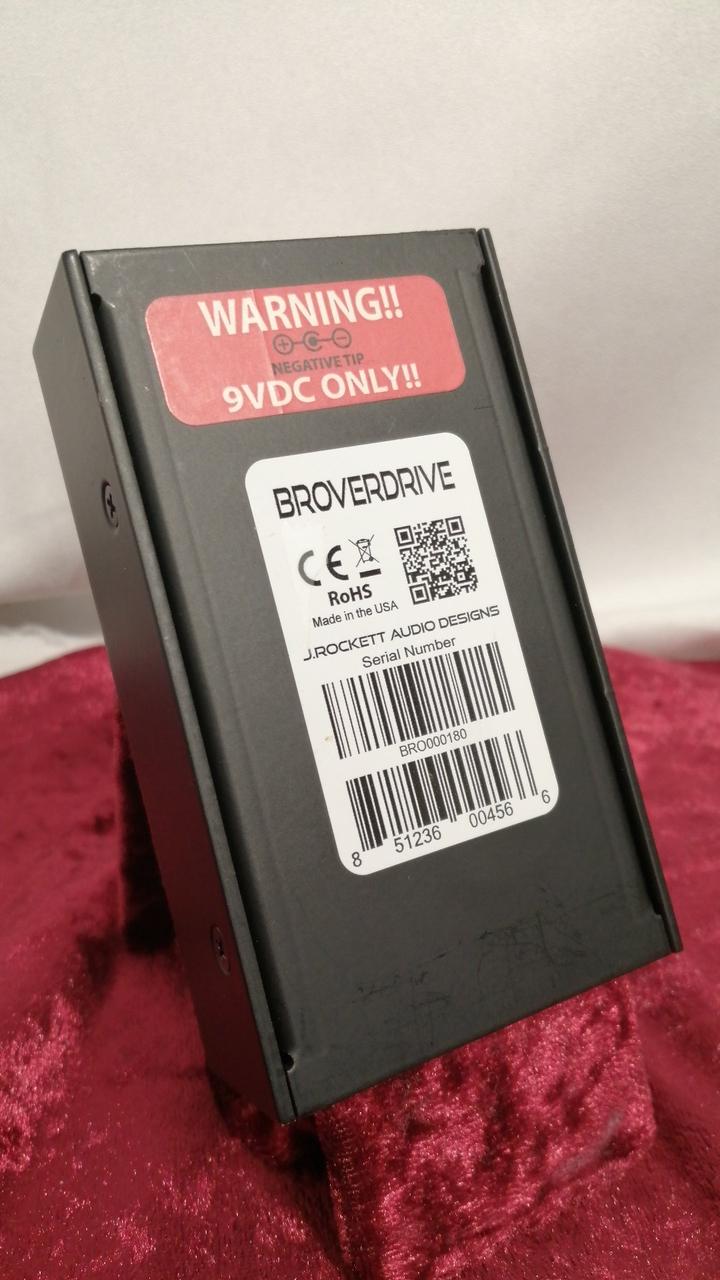 WARNING!!
NEGATIVE TIP
9VDC ONLY!!
BROVERDRIVE
CE
RoHS
Made in the USA
J.ROCKETT AUDIO DESIGNS
Serial Number
BRO000180
8 51236 00456 6